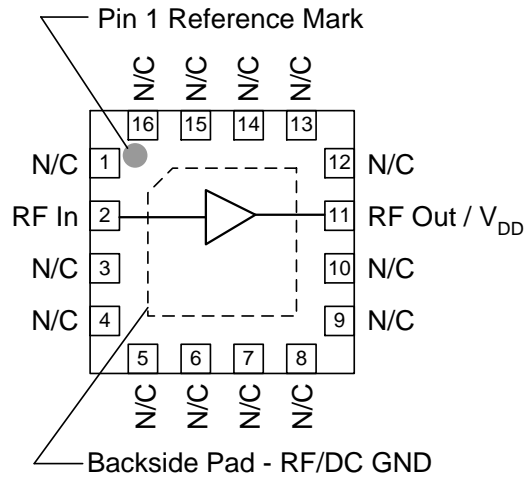 Pin 1 Reference Mark
N/C N/C N/C N/C
16 15 14 13
N/C 1 12 N/C
RF In 2 11 RF Out / VDD
N/C 3 10 N/C
N/C 4 9 N/C
5 6 7 8
N/C N/C N/C N/C
Backside Pad - RF/DC GND